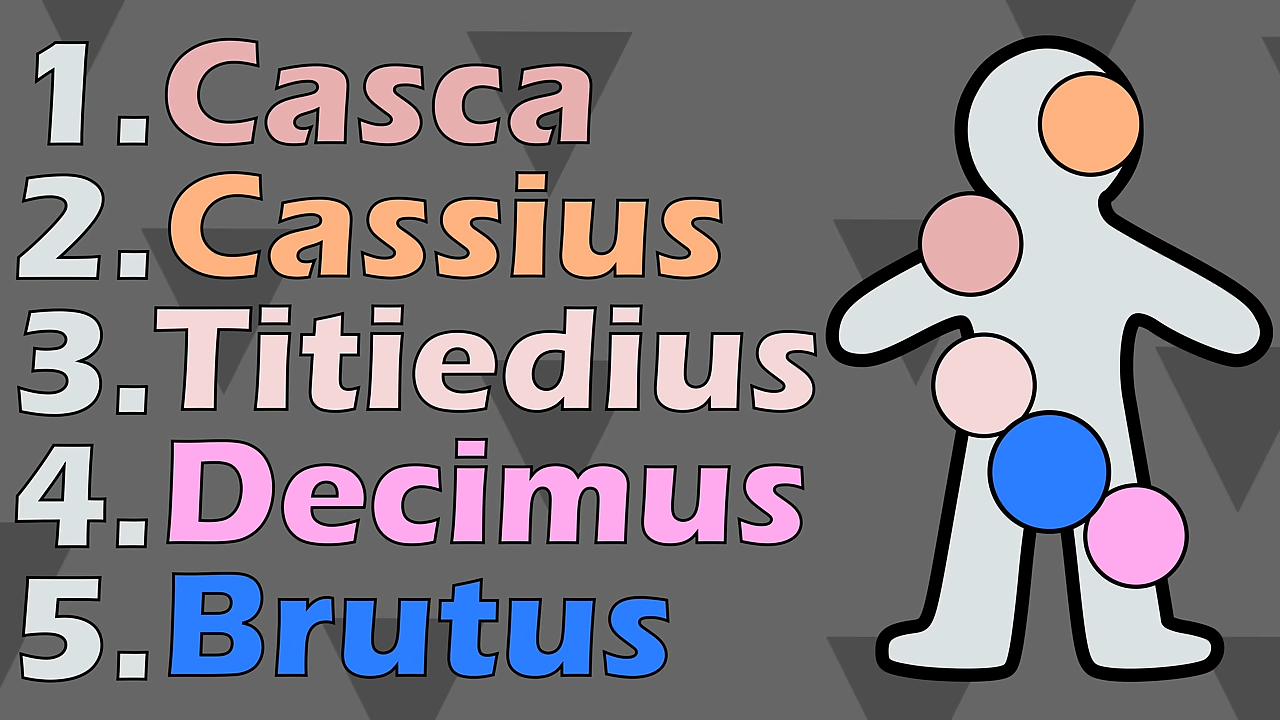 1. Casca
2. Cassius
3. Titiedius
4. Decimus
5. Brutus